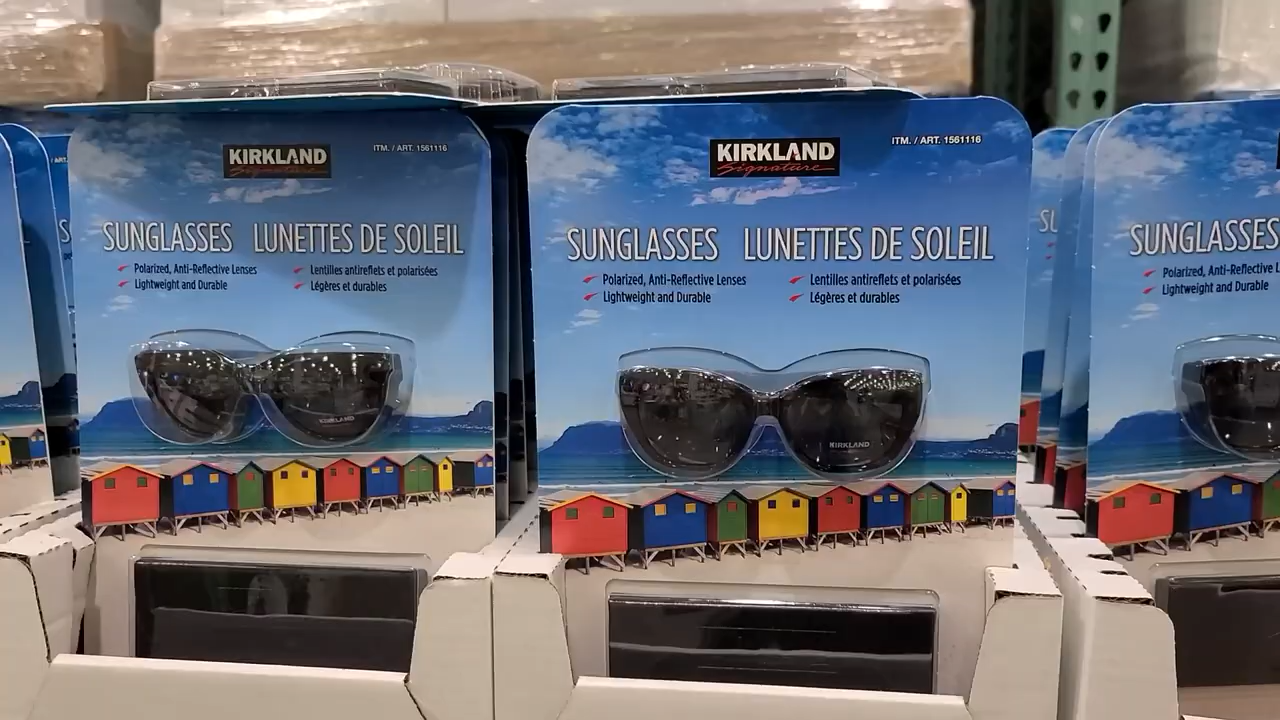 KIRKLAND
Signature
ITM. / ART. 1561116
SUNGLASSES LUNETTES DE SOLEIL
Polarized, Anti-Reflective Lenses
Lightweight and Durable
Lentilles antireflets et polarisées
Légères et durables
KIRKLAND
KIRKLAND
Signature
ITM. / ART. 1561116
SUNGLASSES LUNETTES DE SOLEIL
Polarized, Anti-Reflective Lenses
Lightweight and Durable
Lentilles antireflets et polarisées
Légères et durables
KIRKLAND
SUNGLASSES
Polarized, Anti-Reflective L
Lightweight and Durable